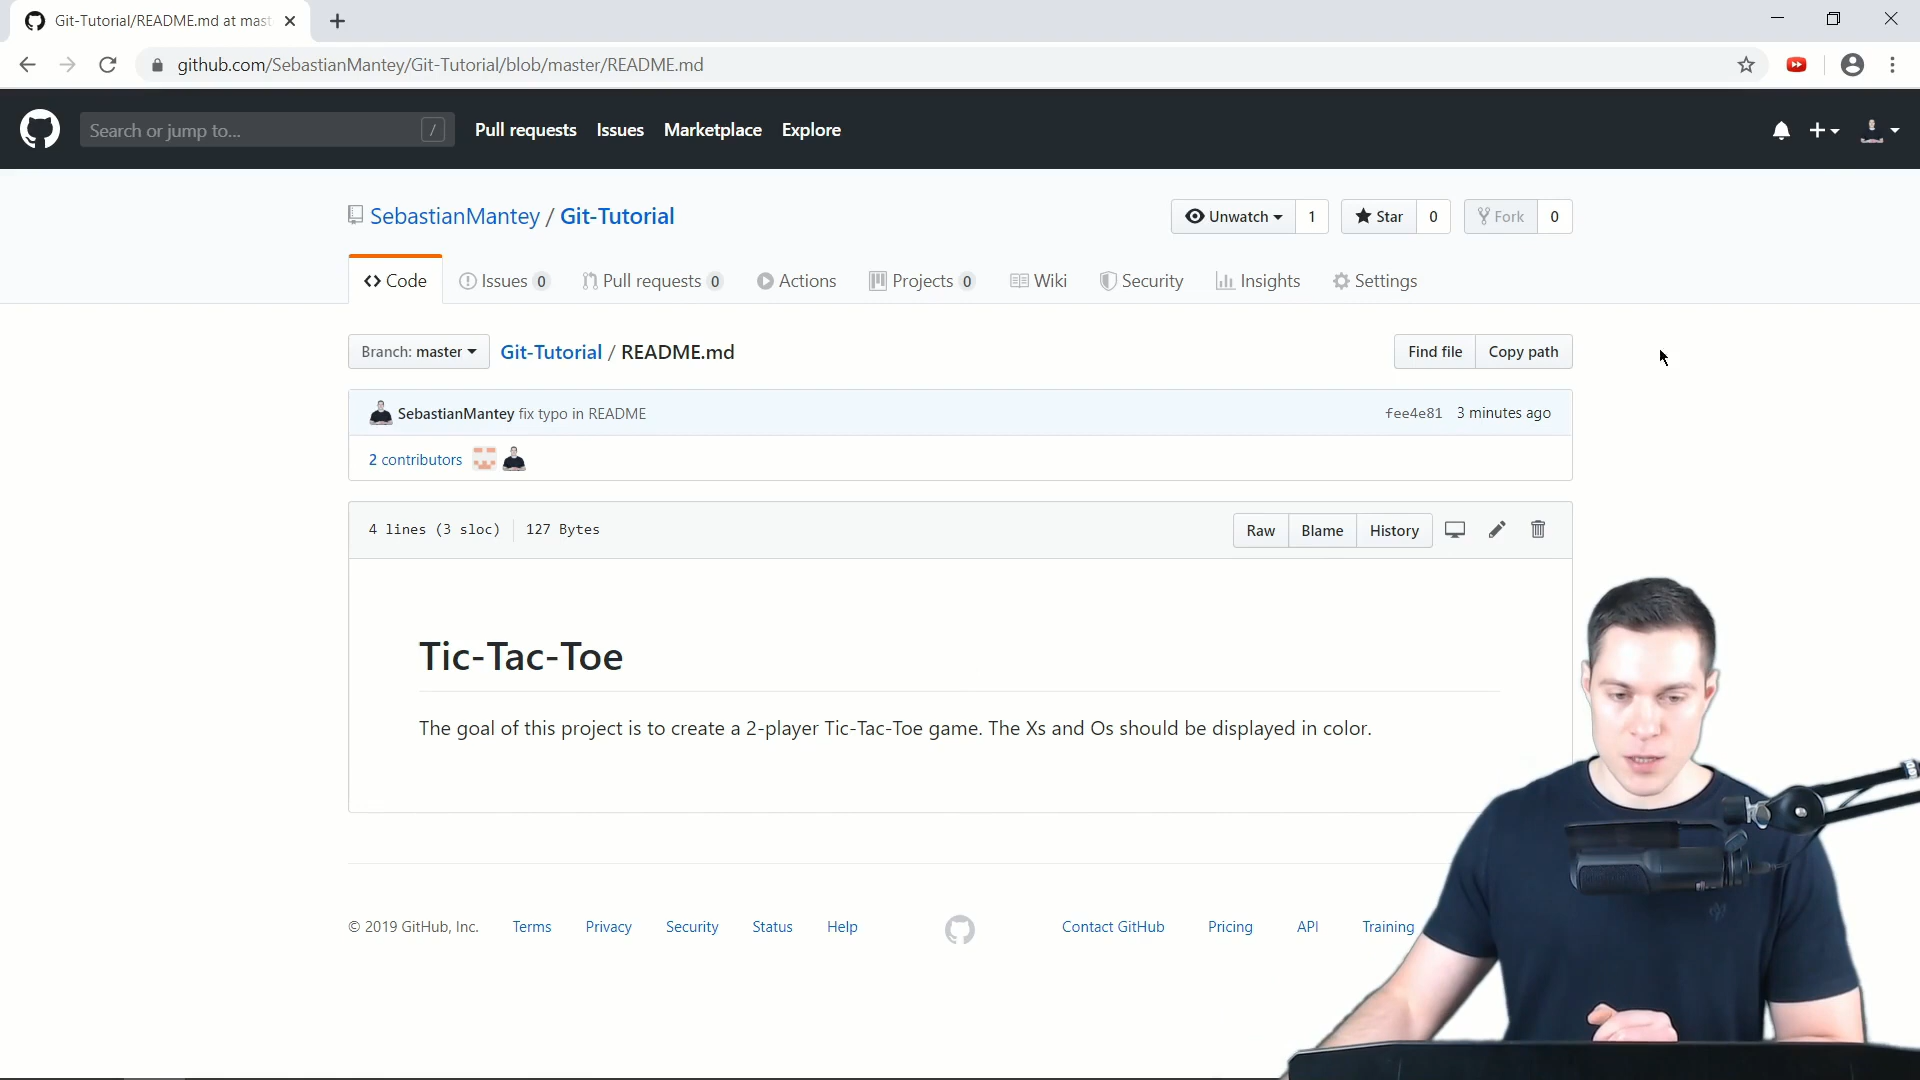 Git-Tutorial/README.md at mast
github.com/SebastianMantey/Git-Tutorial/blob/master/README.md
Search or jump to... /
Pull requests Issues Marketplace Explore
SebastianMantey / Git-Tutorial
Unwatch 1 Star 0 Fork 0
Code Issues 0 Pull requests 0 Actions Projects 0 Wiki Security Insights Settings
Branch: master Git-Tutorial / README.md Find file Copy path
SebastianMantey fix typo in README fee4e81 3 minutes ago
2 contributors
4 lines (3 sloc) 127 Bytes Raw Blame History
Tic-Tac-Toe
The goal of this project is to create a 2-player Tic-Tac-Toe game. The Xs and Os should be displayed in color.
© 2019 GitHub, Inc. Terms Privacy Security Status Help Contact GitHub Pricing API Training